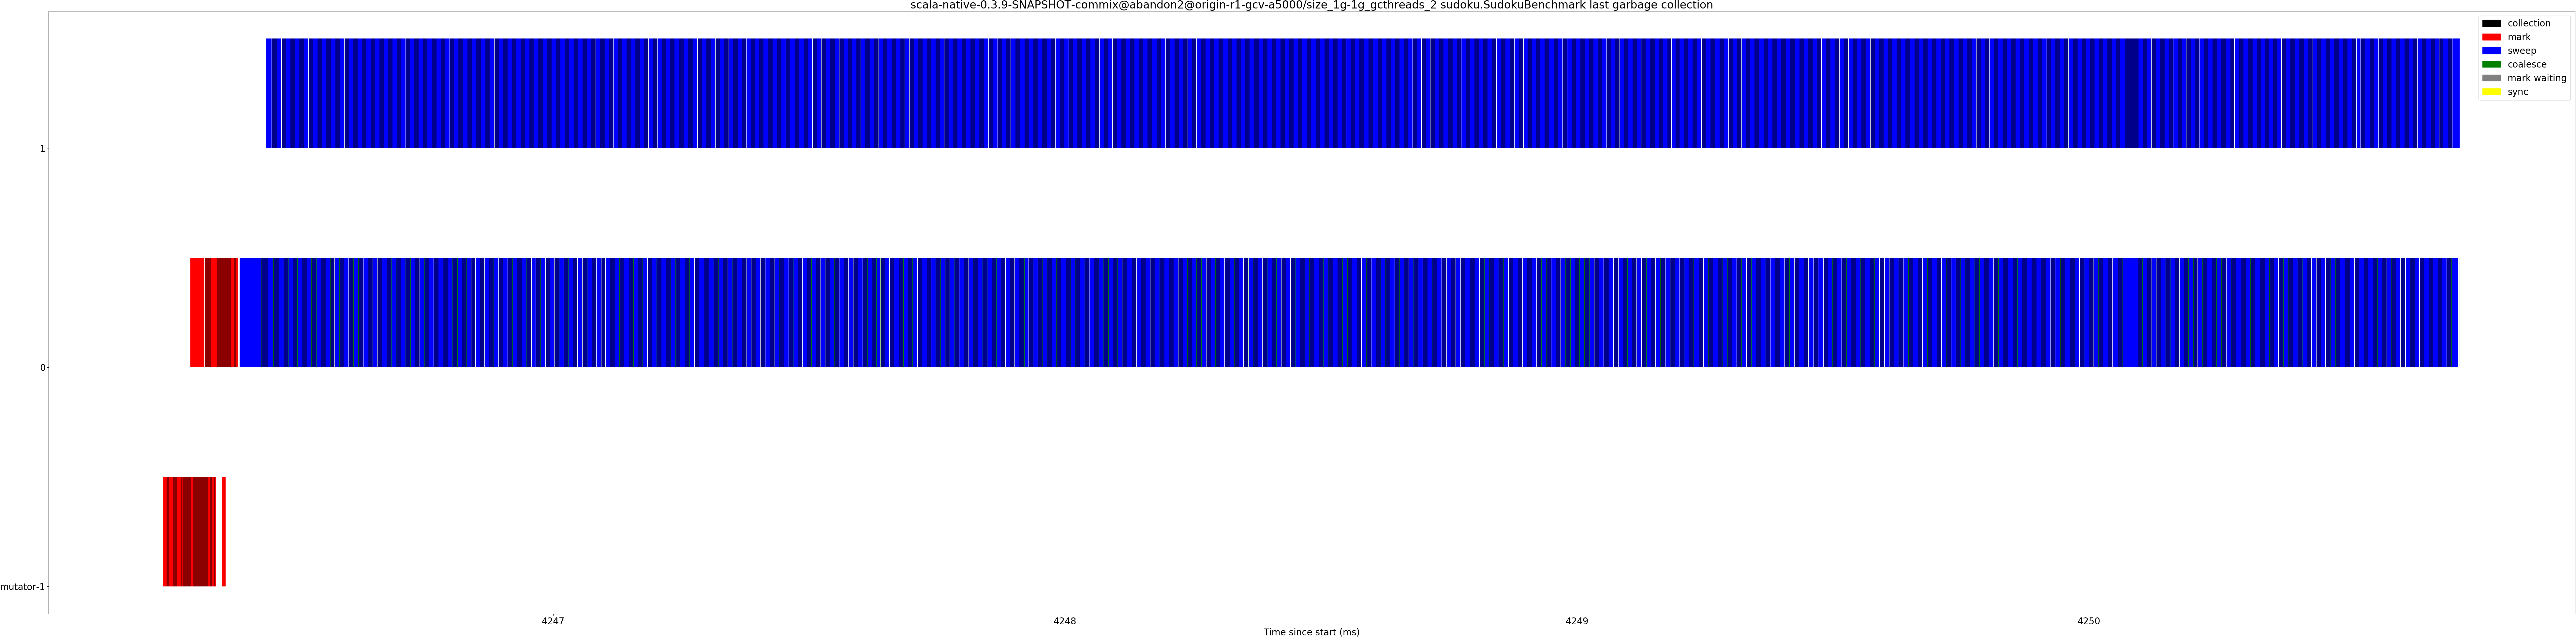 scala-native-0.3.9-SNAPSHOT-commix@abandon2@origin-r1-gcv-a5000/size_1g-1g_gcthreads_2 sudoku.SudokuBenchmark last garbage collection
collection
mark
sweep
coalesce
mark waiting
sync
1
0
mutator-1
4247
4248
4249
4250
Time since start (ms)